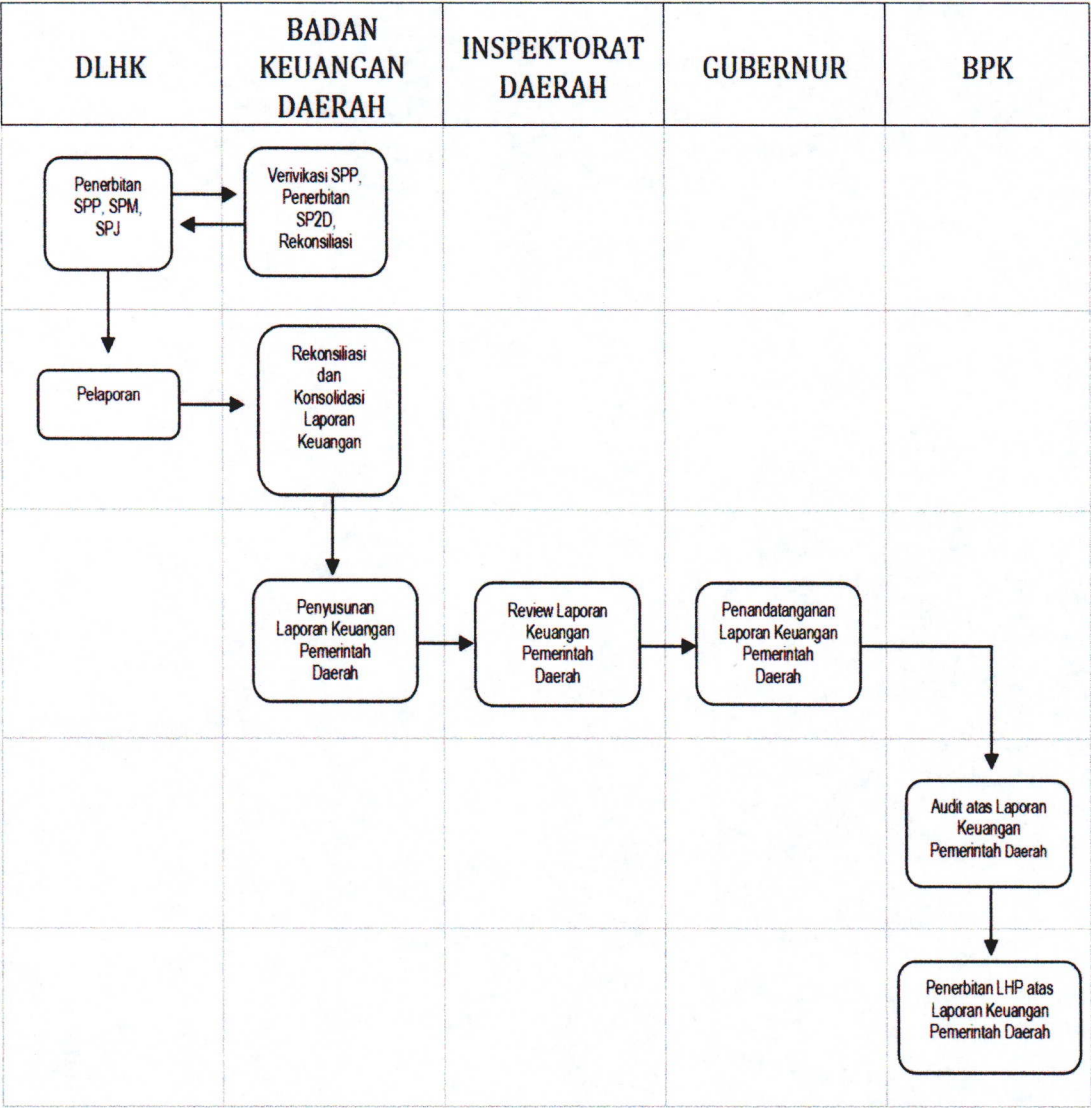 DLHK
BADAN
KEUANGAN
DAERAH
INSPEKTORAT
DAERAH
GUBERNUR
BPK
Penerbitan
SPP, SPM,
SPJ
Verivikasi SPP,
Penerbitan
SP2D,
Rekonsiliasi
Pelaporan
Rekonsiliasi
dan
Konsolidasi
Laporan
Keuangan
Penyusunan
Laporan Keuangan
Pemerintah
Daerah
Review Laporan
Keuangan
Pemerintah
Daerah
Penandatanganan
Laporan Keuangan
Pemerintah
Daerah
Audit atas Laporan
Keuangan
Pemerintah Daerah
Penerbitan LHP atas
Laporan Keuangan
Pemerintah Daerah